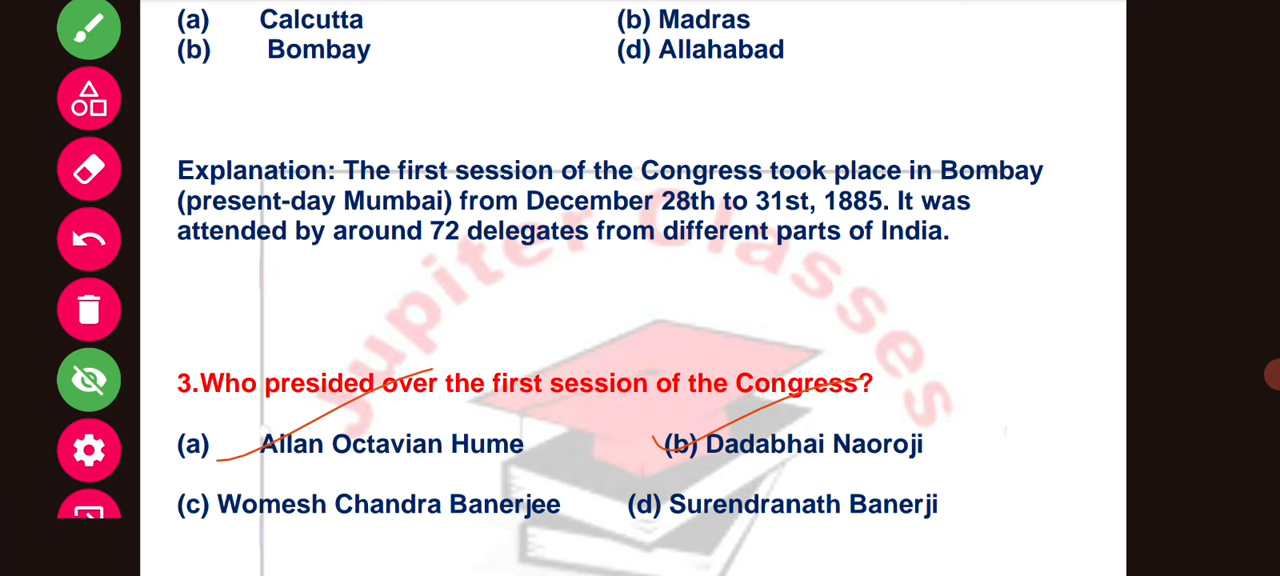 (a) Calcutta (b) Madras
(b) Bombay (d) Allahabad
Explanation: The first session of the Congress took place in Bombay
(present-day Mumbai) from December 28th to 31st, 1885. It was
attended by around 72 delegates from different parts of India.
Jupiter Classes
3.Who presided over the first session of the Congress?
(a) Allan Octavian Hume (b) Dadabhai Naoroji
(c) Womesh Chandra Banerjee (d) Surendranath Banerji